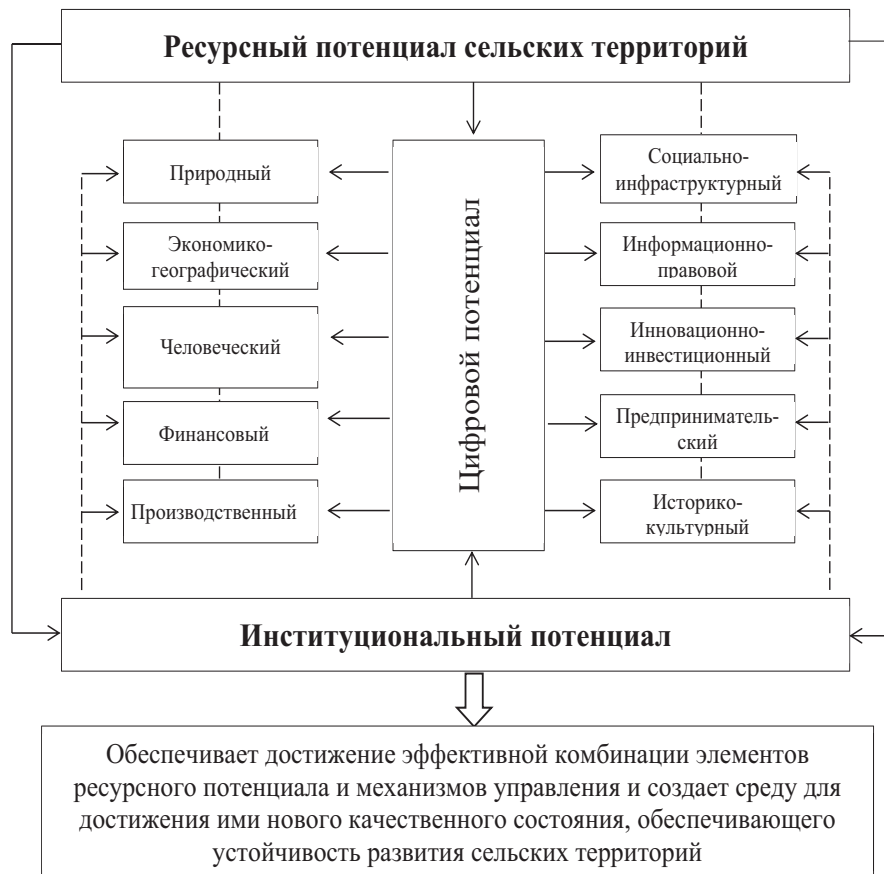 Ресурсный потенциал сельских территорий
Природный
Экономико-
географический
Человеческий
Финансовый
Производственный
Цифровой потенциал
Социально-
инфраструктурный
Информационно-
правовой
Инновационно-
инвестиционный
Предприниматель-
ский
Историко-
культурный
Институциональный потенциал
Обеспечивает достижение эффективной комбинации элементов
ресурсного потенциала и механизмов управления и создает среду для
достижения ими нового качественного состояния, обеспечивающего
устойчивость развития сельских территорий